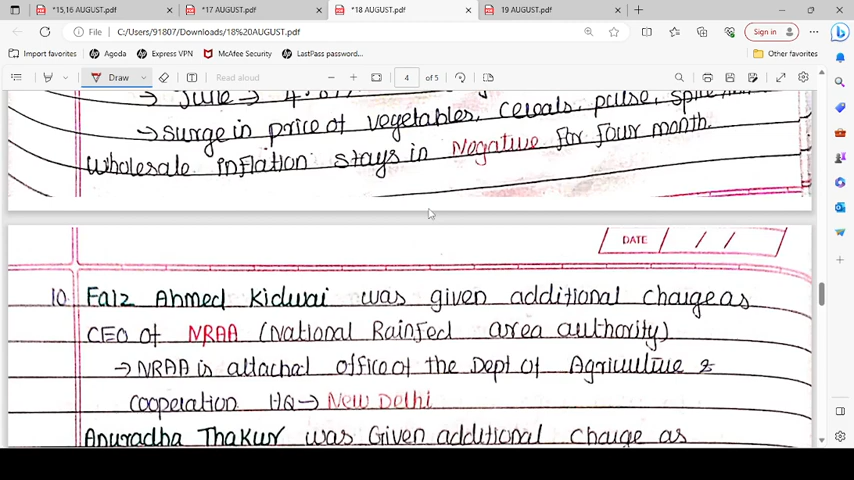 *15,16 AUGUST.pdf
*17 AUGUST.pdf
*18 AUGUST.pdf
19 AUGUST.pdf
File C:/Users/91807/Downloads/18%20AUGUST.pdf
Sign in
Import favorites
Agoda
Express VPN
McAfee Security
LastPass password...
Other favorites
Draw
Read aloud
4 of 5
→ June →
→ Surge in price of vegetables, cereals, pulse,
Wholesale inflation stays in Negative for four month.
DATE / /
10 Faiz Ahmed Kidwai was given additional charge as
CEO of NRAA (National Rainfed area authority)
→ NRAA is attached office of the Dept of Agriculture &
cooperation HQ → New Delhi
Anuradha Thakur was Given additional charge as